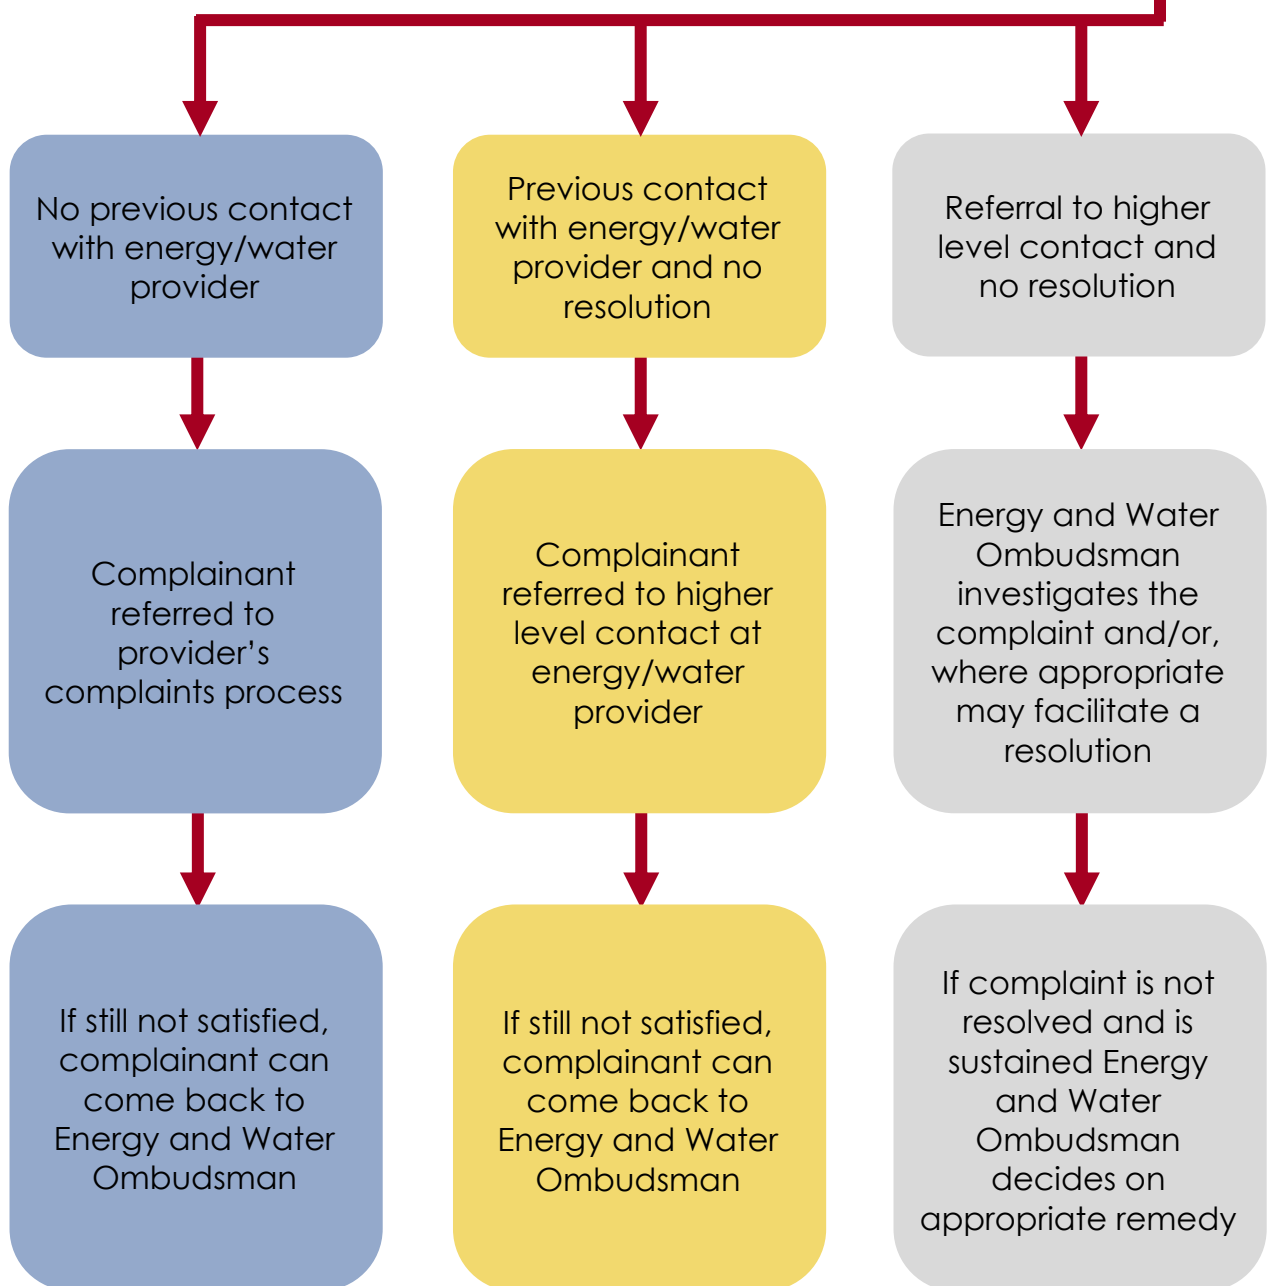 No previous contact
with energy/water
provider
Previous contact
with energy/water
provider and no
resolution
Referral to higher
level contact and
no resolution
Complainant
referred to
provider’s
complaints process
Complainant
referred to higher
level contact at
energy/water
provider
Energy and Water
Ombudsman
investigates the
complaint and/or,
where appropriate
may facilitate a
resolution
If still not satisfied,
complainant can
come back to
Energy and Water
Ombudsman
If still not satisfied,
complainant can
come back to
Energy and Water
Ombudsman
If complaint is not
resolved and is
sustained Energy
and Water
Ombudsman
decides on
appropriate remedy